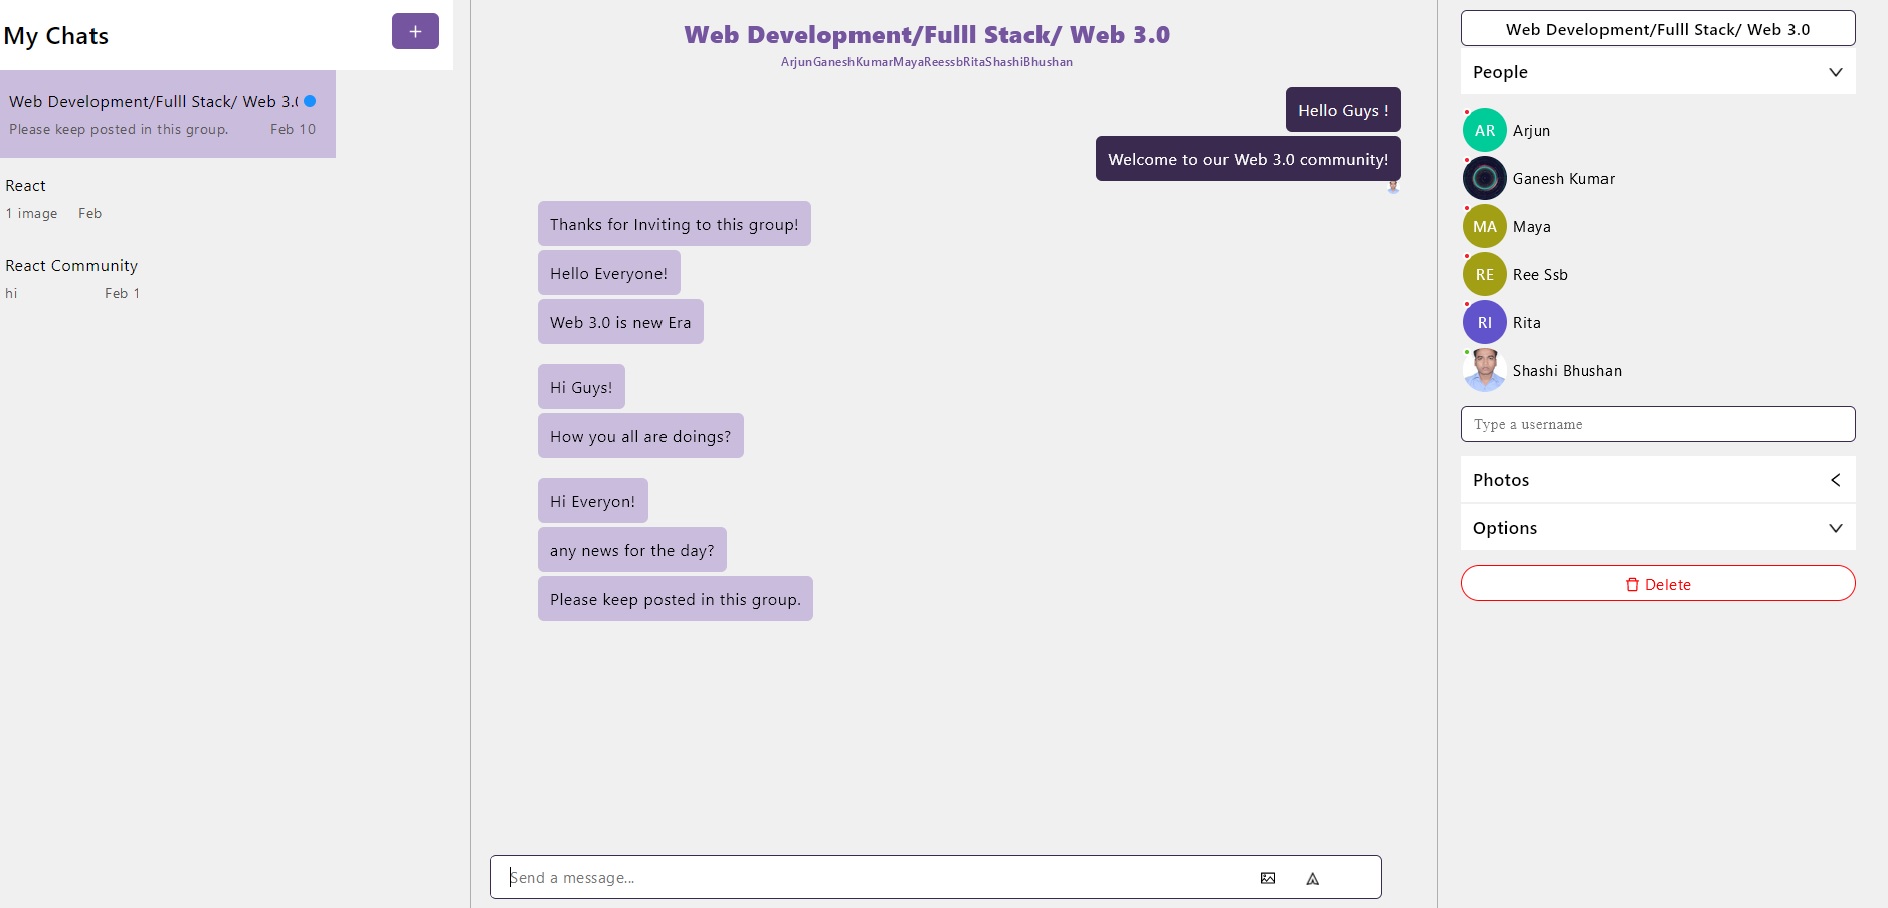 My Chats
+
Web Development/Fulll Stack/ Web 3.0
Please keep posted in this group. Feb 10
React
1 image Feb
React Community
hi Feb 1
Web Development/Fulll Stack/ Web 3.0
ArjunGaneshKumarMayaReessbRitaShashiBhushan
Hello Guys !
Welcome to our Web 3.0 community!
Thanks for Inviting to this group!
Hello Everyone!
Web 3.0 is new Era
Hi Guys!
How you all are doings?
Hi Everyon!
any news for the day?
Please keep posted in this group.
Send a message...
Web Development/Fulll Stack/ Web 3.0
People
AR Arjun
Ganesh Kumar
MA Maya
RE Ree Ssb
RI Rita
Shashi Bhushan
Type a username
Photos
Options
Delete